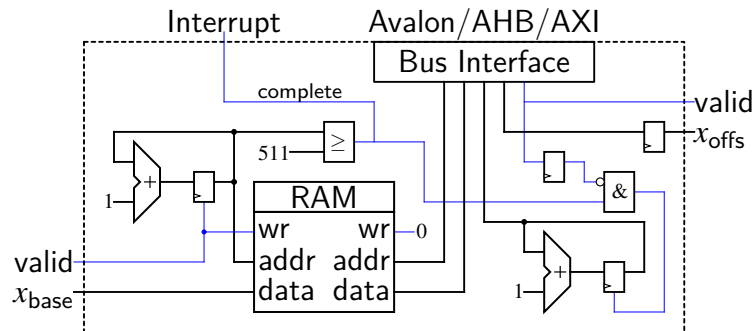 Interrupt Avalon/AHB/AXI
Bus Interface
complete
valid
x_offs
511 ≥
1 +
&
RAM
wr wr 0
valid
addr addr
x_base
data data
1 +